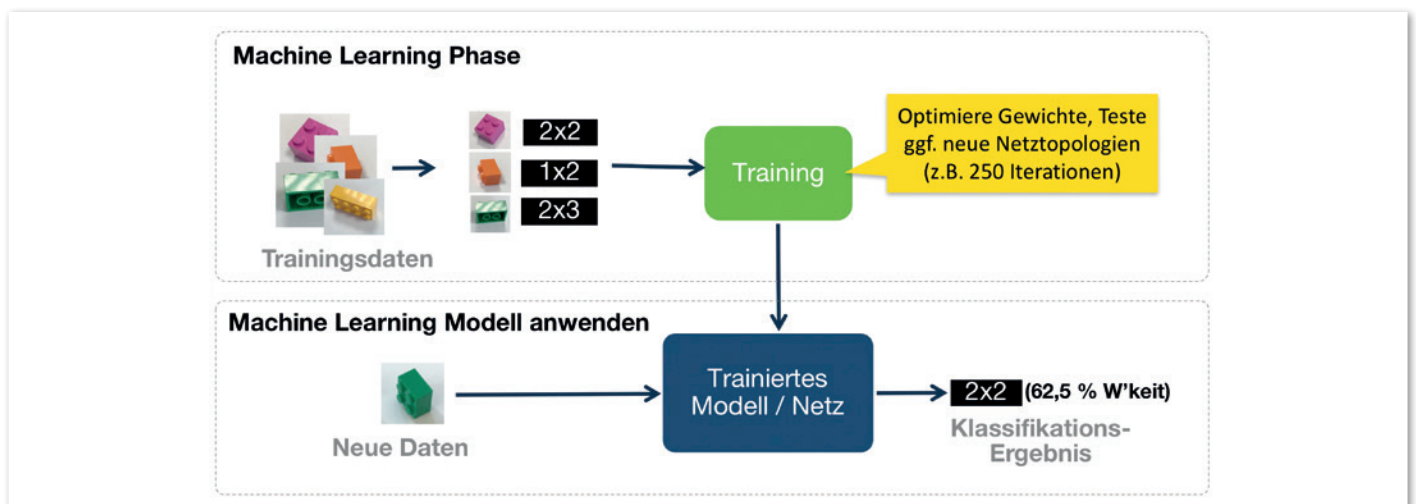 Machine Learning Phase
2x2
1x2
2x3
Training
Optimiere Gewichte, Teste
ggf. neue Netztopologien
(z.B. 250 Iterationen)
Trainingsdaten
Machine Learning Modell anwenden
Neue Daten
Trainiertes
Modell / Netz
2x2 (62,5 % W'keit)
Klassifikations-
Ergebnis